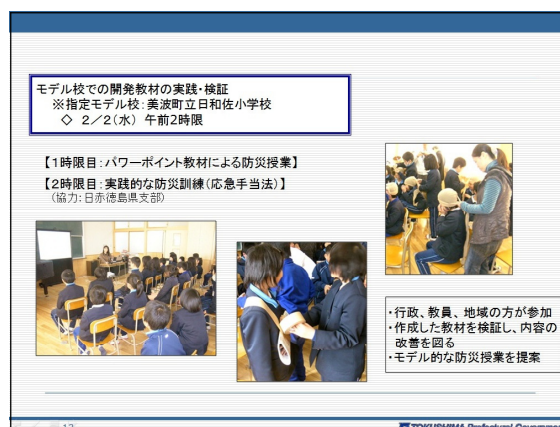 モデル校での開発教材の実践・検証
※指定モデル校：美波町立日和佐小学校
◇ 2／2（水） 午前2時限
【1時限目：パワーポイント教材による防災授業】
【2時限目：実践的な防災訓練（応急手当法）】
（協力：日赤徳島県支部）
・行政、教員、地域の方が参加
・作成した教材を検証し、内容の
改善を図る
・モデル的な防災授業を提案
12
TOKUSHIMA Prefectural Governme